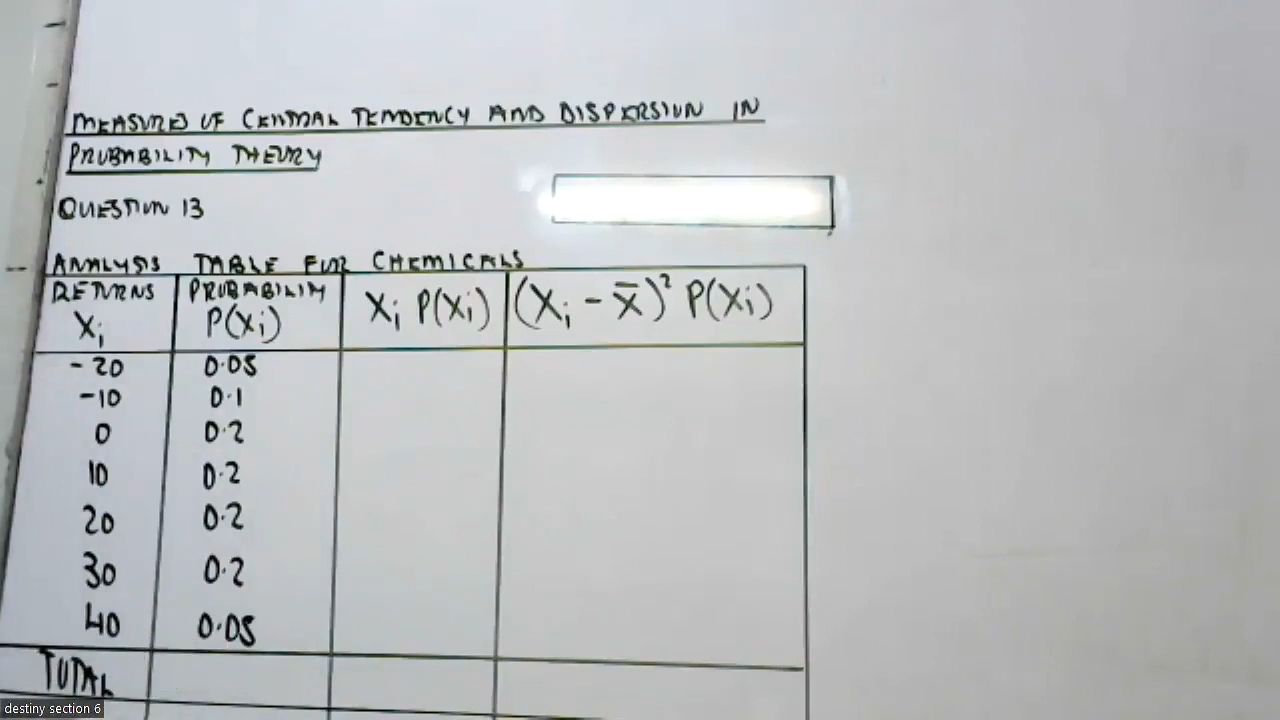 MEASURES OF CENTRAL TENDENCY AND DISPERSION IN
PROBABILITY THEORY
QUESTION 13
ANALYSIS TABLE FOR CHEMICALS
RETURNS Xi PROBABILITY P(Xi) Xi P(Xi) (Xi - x̄)² P(Xi)
-20 0.05
-10 0.1
0 0.2
10 0.2
20 0.2
30 0.2
40 0.05
TOTAL
destiny section 6